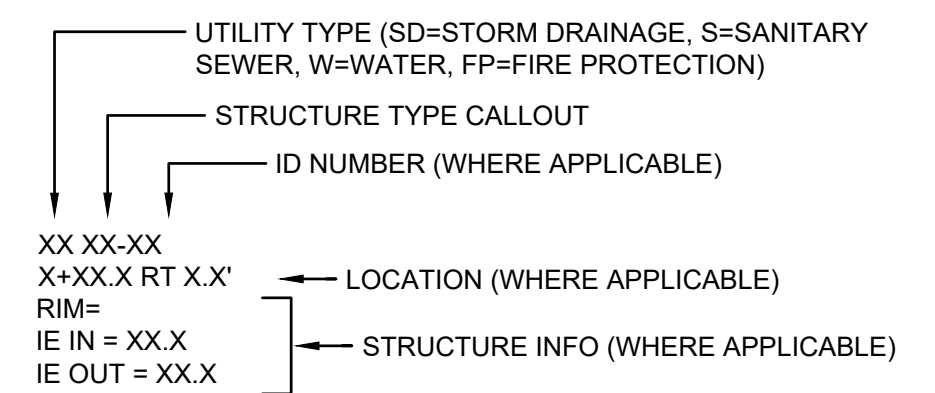 UTILITY TYPE (SD=STORM DRAINAGE, S=SANITARY
SEWER, W=WATER, FP=FIRE PROTECTION)
STRUCTURE TYPE CALLOUT
ID NUMBER (WHERE APPLICABLE)
XX XX-XX
X+XX.X RT X.X'
LOCATION (WHERE APPLICABLE)
RIM=
IE IN = XX.X
STRUCTURE INFO (WHERE APPLICABLE)
IE OUT = XX.X